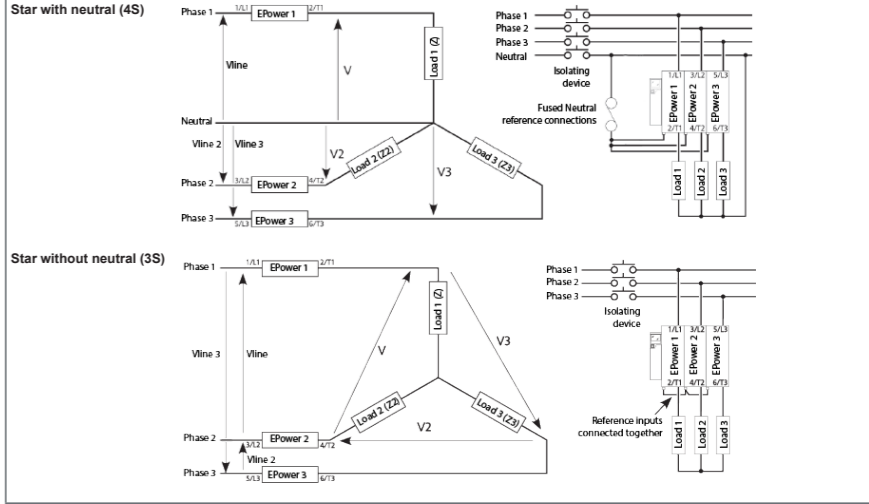 Star with neutral (4S)
Phase 1
1/L1
EPower 1
2/T1
Vline
V
Load 1 (Z)
Neutral
Vline 2
Vline 3
V2
Load 2 (Z2)
Load 3 (Z3)
V3
Phase 2
3/L2
EPower 2
4/T2
Phase 3
5/L3
EPower 3
6/T3
Phase 1
Phase 2
Phase 3
Neutral
Isolating
device
Fused Neutral
reference connections
1/L1
3/L2
5/L3
EPower 1
EPower 2
EPower 3
2/T1
4/T2
6/T3
Load 1
Load 2
Load 3
Star without neutral (3S)
Phase 1
1/L1
EPower 1
2/T1
Load 1 (Z)
Vline 3
Vline
V
V3
Load 2 (Z2)
Load 3 (Z3)
V2
Phase 2
3/L2
EPower 2
4/T2
Vline 2
Phase 3
5/L3
EPower 3
6/T3
Phase 1
Phase 2
Phase 3
Isolating
device
1/L1
3/L2
5/L3
EPower 1
EPower 2
EPower 3
2/T1
4/T2
6/T3
Reference inputs
connected together
Load 1
Load 2
Load 3